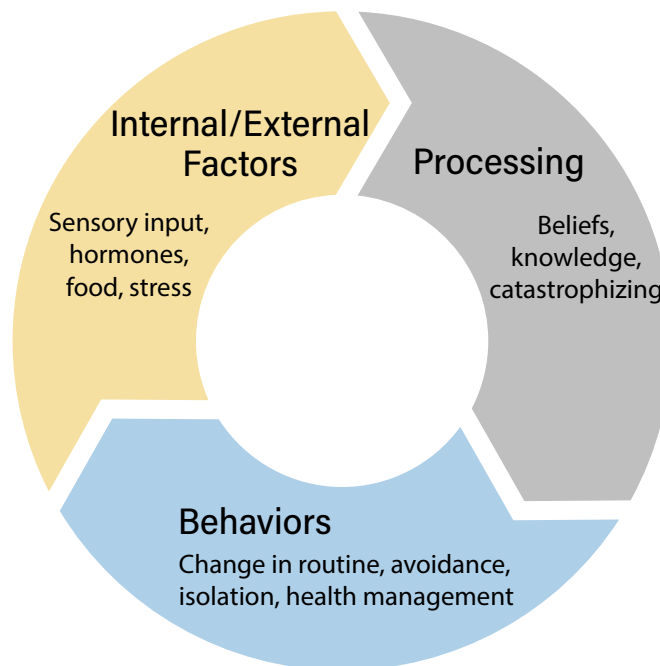 Internal/External
Factors
Sensory input,
hormones,
food, stress
Processing
Beliefs,
knowledge,
catastrophizing
Behaviors
Change in routine, avoidance,
isolation, health management